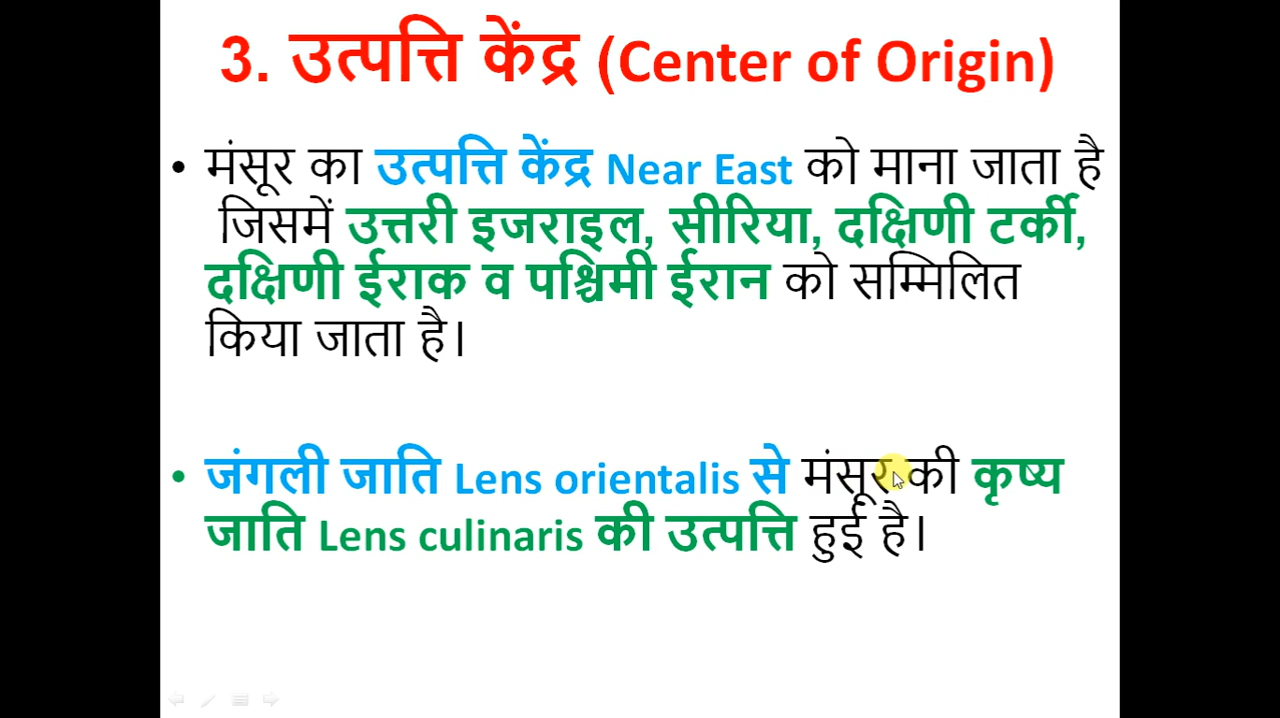 3. उत्पत्ति केंद्र (Center of Origin)
• मंसूर का उत्पत्ति केंद्र Near East को माना जाता है
जिसमें उत्तरी इजराइल, सीरिया, दक्षिणी टर्की,
दक्षिणी ईराक व पश्चिमी ईरान को सम्मिलित
किया जाता है।
• जंगली जाति Lens orientalis से मंसूर की कृष्य
जाति Lens culinaris की उत्पत्ति हुई है।